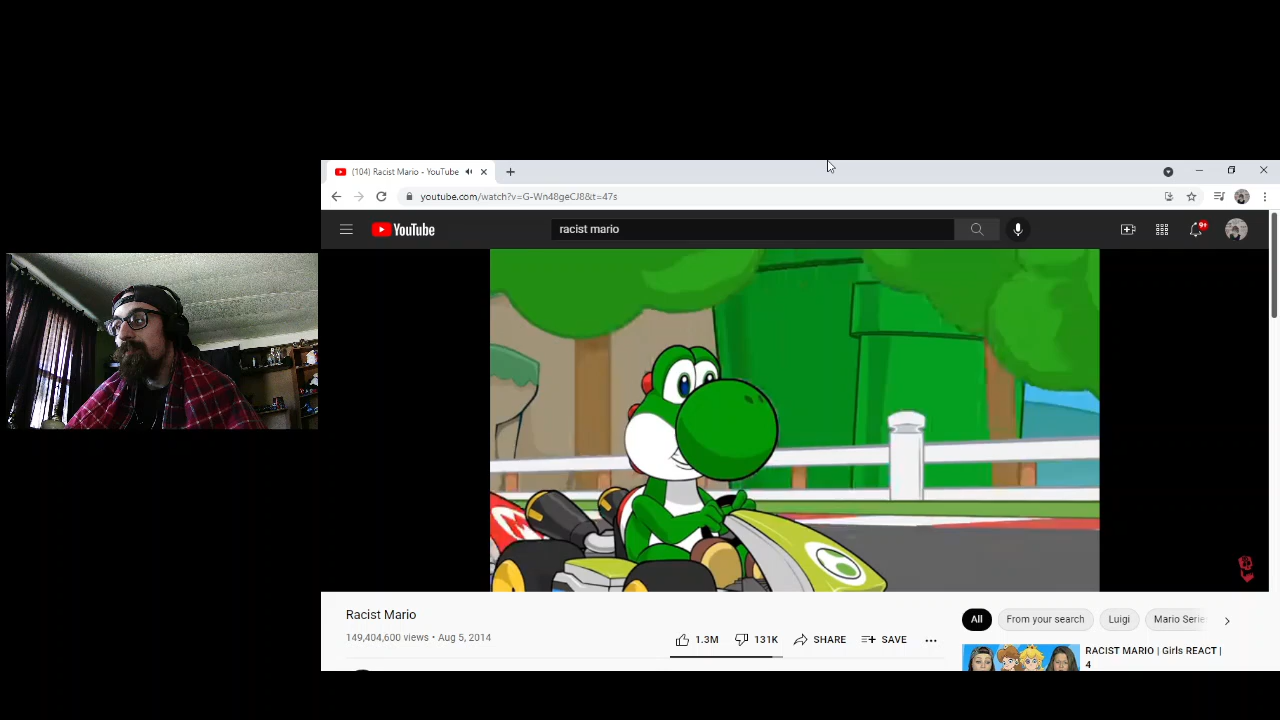 (104) Racist Mario - YouTube
youtube.com/watch?v=G-Wn48geCJ8&t=47s
YouTube
racist mario
9+
Racist Mario
149,404,600 views • Aug 5, 2014
1.3M
131K
SHARE
SAVE
All
From your search
Luigi
Mario Serie
RACIST MARIO | Girls REACT |
4